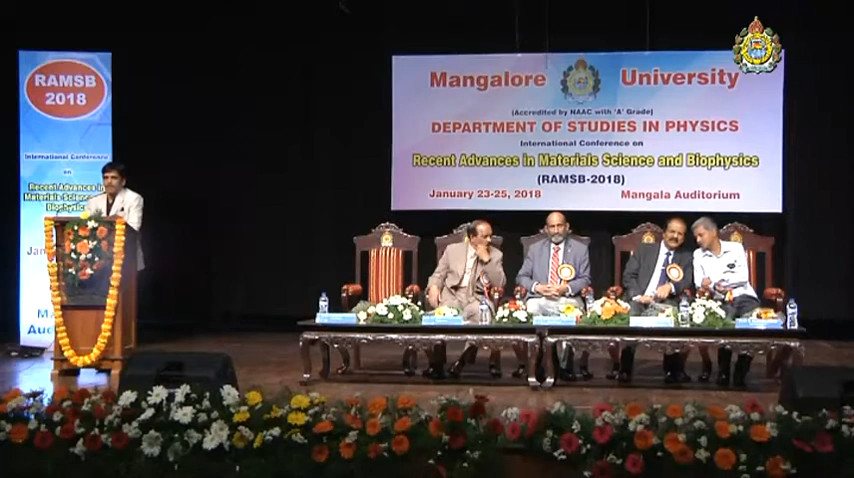 RAMSB
2018
International Conference
on
Recent Advances in
Materials Science
Biophysics
Mangalore University
(Accredited by NAAC with 'A' Grade)
DEPARTMENT OF STUDIES IN PHYSICS
International Conference on
Recent Advances in Materials Science and Biophysics
(RAMSB-2018)
January 23-25, 2018 Mangala Auditorium